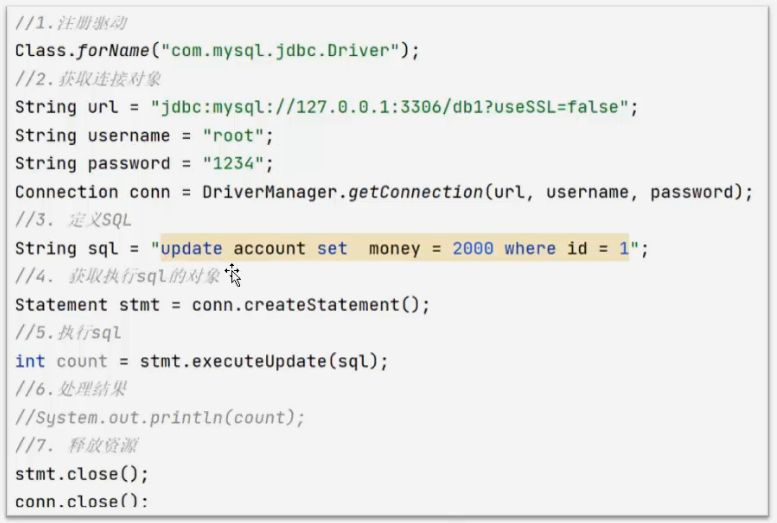 //1.注册驱动
Class.forName("com.mysql.jdbc.Driver");
//2.获取连接对象
String url = "jdbc:mysql://127.0.0.1:3306/db1?useSSL=false";
String username = "root";
String password = "1234";
Connection conn = DriverManager.getConnection(url, username, password);
//3. 定义SQL
String sql = "update account set  money = 2000 where id = 1";
//4. 获取执行sql的对象
Statement stmt = conn.createStatement();
//5.执行sql
int count = stmt.executeUpdate(sql);
//6.处理结果
//System.out.println(count);
//7. 释放资源
stmt.close();
conn.close();